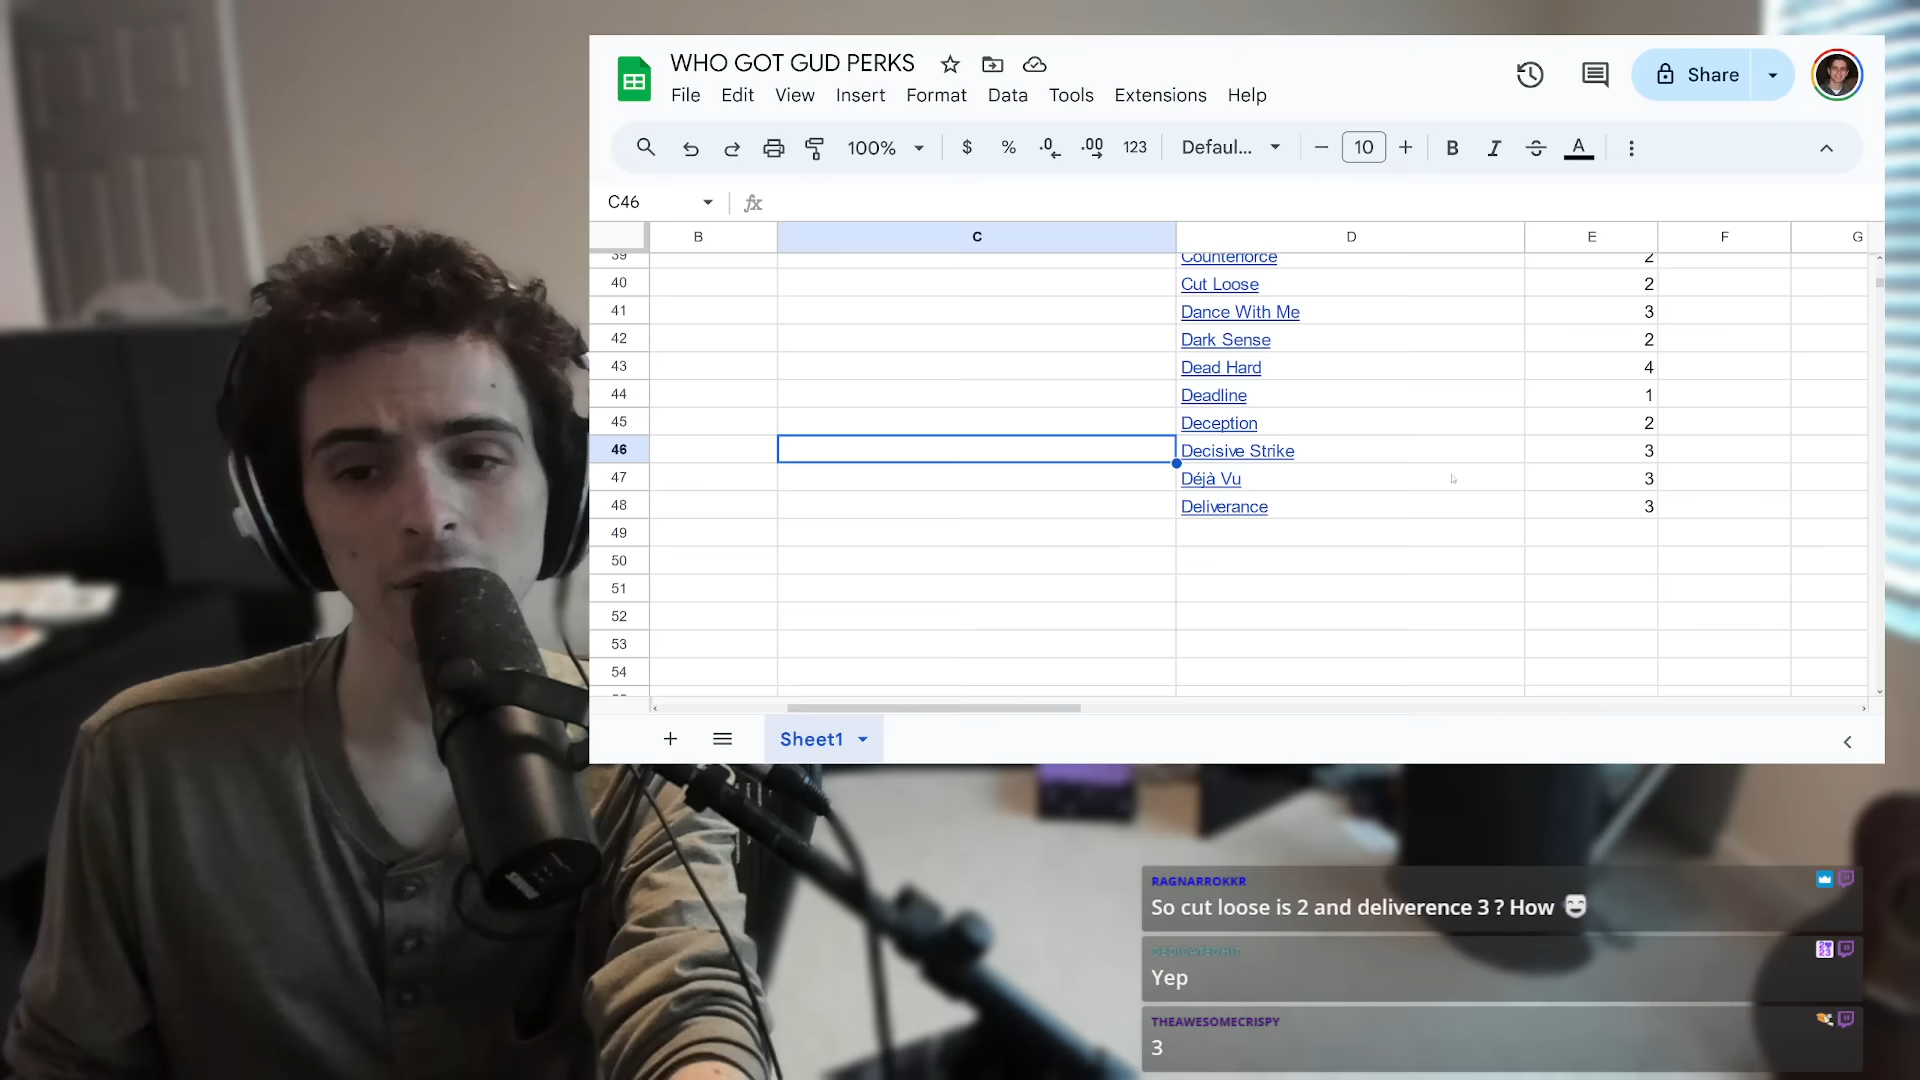 WHO GOT GUD PERKS
File Edit View Insert Format Data Tools Extensions Help
Share
100% $ % .0 .00 123 Defaul... 10 B I A
C46 fx
B C D E F G
39 Counterforce 2
40 Cut Loose 2
41 Dance With Me 3
42 Dark Sense 2
43 Dead Hard 4
44 Deadline 1
45 Deception 2
46 Decisive Strike 3
47 Déjà Vu 3
48 Deliverance 3
49
50
51
52
53
54
Sheet1
RAGNARROKKR
So cut loose is 2 and deliverence 3 ? How
DEDICATEDHIT
Yep
THEAWESOMECRISPY
3